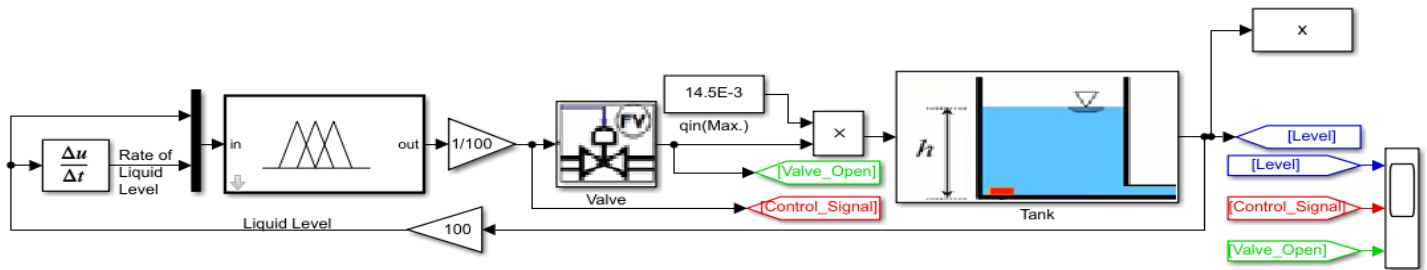 Δu
Δt
Rate of
Liquid
Level
in
out
1/100
FV
Valve
14.5E-3
qin(Max.)
×
[Valve_Open]
[Control_Signal]
h
Tank
x
[Level]
[Level]
[Control_Signal]
[Valve_Open]
Liquid Level
100